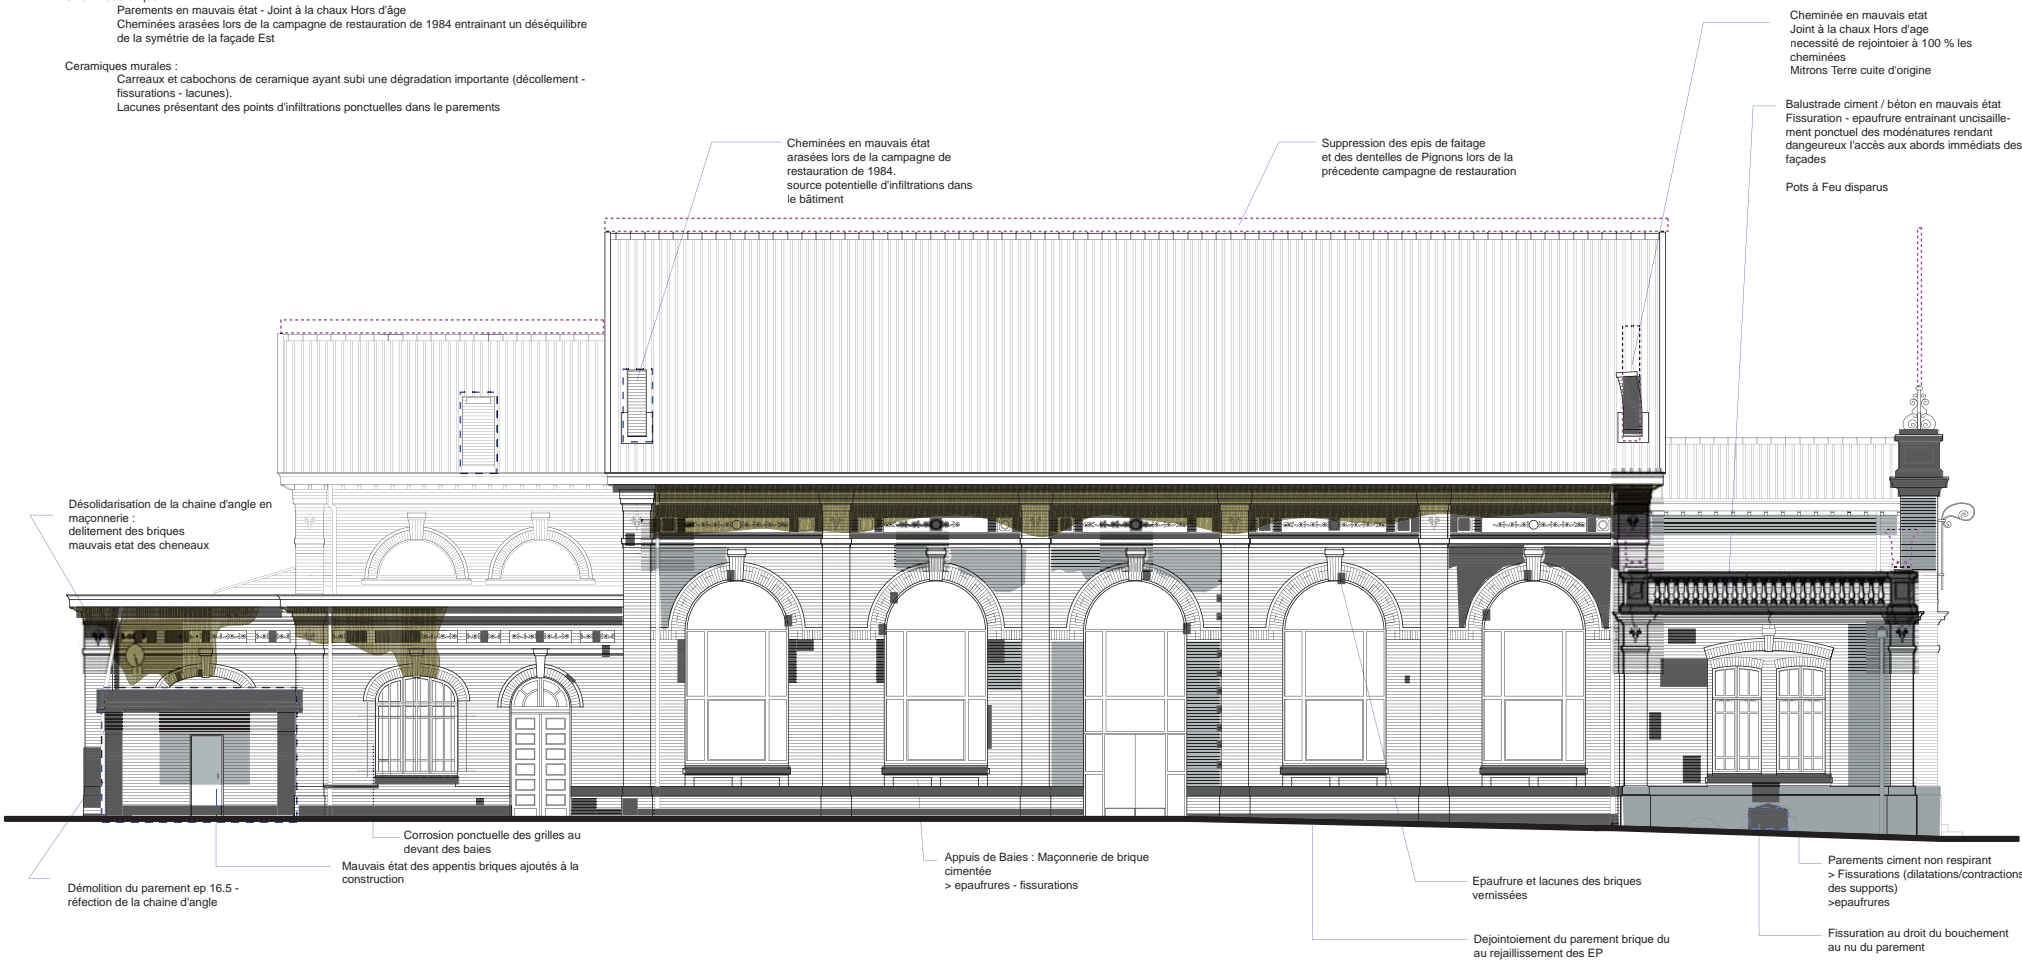 Parements en mauvais état - Joint à la chaux Hors d'âge
Cheminées arasées lors de la campagne de restauration de 1984 entrainant un déséquilibre
de la symétrie de la façade Est
Ceramiques murales :
Carreaux et cabochons de ceramique ayant subi une dégradation importante (décollement -
fissurations - lacunes).
Lacunes présentant des points d'infiltrations ponctuelles dans le parements
Cheminée en mauvais etat
Joint à la chaux Hors d'age
necessité de rejointoier à 100 % les
cheminées
Mitrons Terre cuite d'origine
Balustrade ciment / béton en mauvais état
Fissuration - epaufrure entrainant uncisaille-
ment ponctuel des modénatures rendant
dangeureux l'accès aux abords immédiats des
façades
Pots à Feu disparus
Cheminées en mauvais état
arasées lors de la campagne de
restauration de 1984.
source potentielle d'infiltrations dans
le bâtiment
Suppression des epis de faitage
et des dentelles de Pignons lors de la
précedente campagne de restauration
Désolidarisation de la chaine d'angle en
maçonnerie :
delitement des briques
mauvais etat des cheneaux
Corrosion ponctuelle des grilles au
devant des baies
Mauvais état des appentis briques ajoutés à la
construction
Démolition du parement ep 16.5 -
réfection de la chaine d'angle
Appuis de Baies : Maçonnerie de brique
cimentée
> epaufrures - fissurations
Epaufrure et lacunes des briques
vernissées
Dejointoiement du parement brique du
au rejaillissement des EP
Parements ciment non respirant
> Fissurations (dilatations/contractions
des supports)
>epaufrures
Fissuration au droit du bouchement
au nu du parement